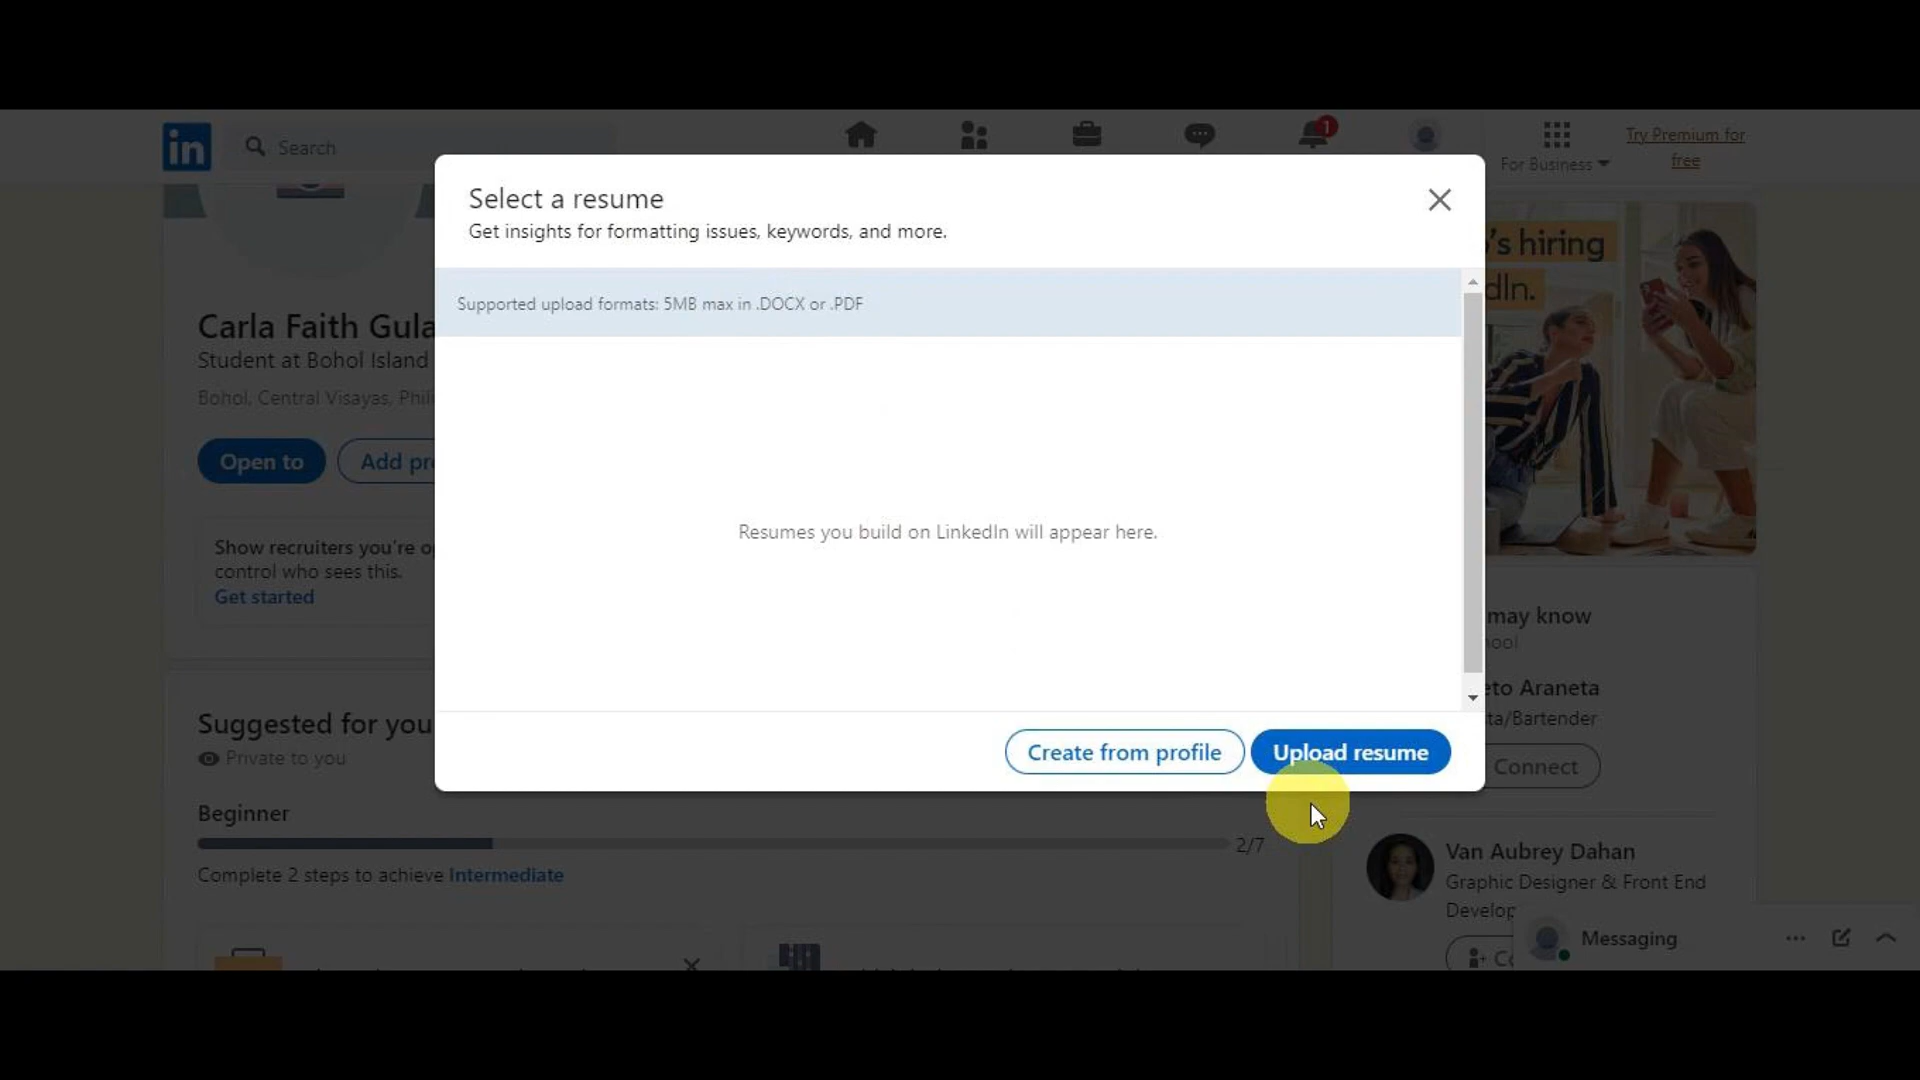 in
Search
1
For Business
Try Premium for
free
Select a resume
Get insights for formatting issues, keywords, and more.
Supported upload formats: 5MB max in .DOCX or .PDF
Resumes you build on LinkedIn will appear here.
Create from profile
Upload resume
Carla Faith Gula
Student at Bohol Island
Bohol, Central Visayas, Phili
Open to
Add pr
Show recruiters you're o
control who sees this.
Get started
Suggested for you
Private to you
Beginner
2/7
Complete 2 steps to achieve Intermediate
's hiring
dIn.
may know
ool
eto Araneta
ta/Bartender
Connect
Van Aubrey Dahan
Graphic Designer & Front End
Develop
Co
Messaging